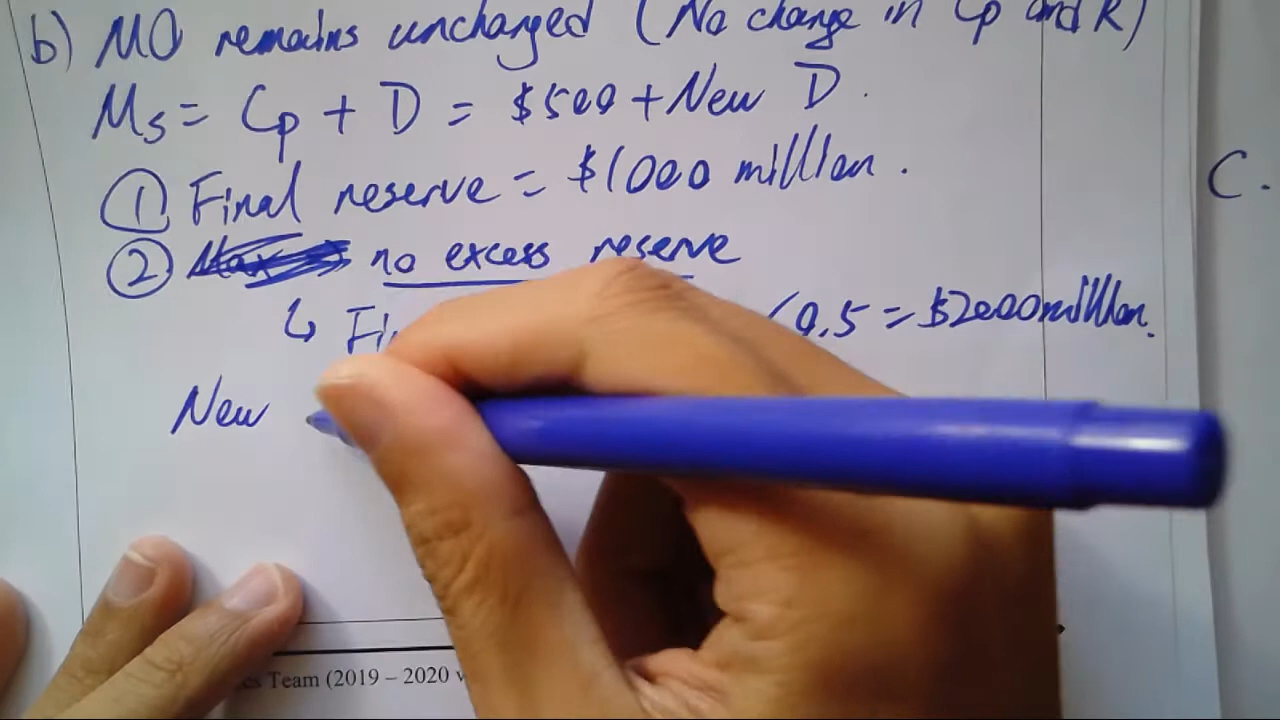 b) MO remains unchanged (No change in Cp and R)
Ms = Cp + D = $500 + New D.
① Final reserve = $1000 million.
② no excess reserve
↳ / 0.5 = $2000 million.
New
C.
Team (2019 – 2020